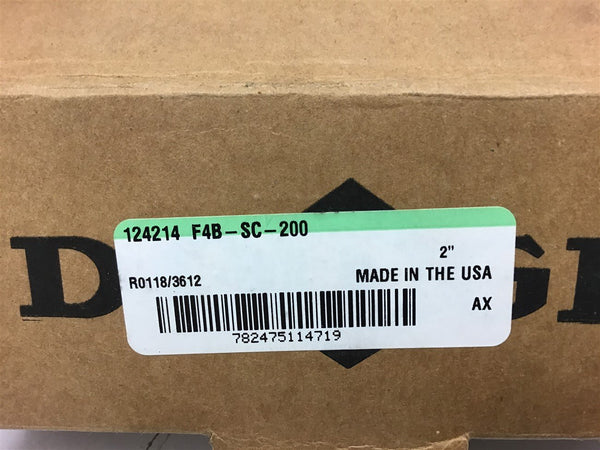 124214 F4B-SC-200
2"
R0118/3612 MADE IN THE USA
AX
782475114719